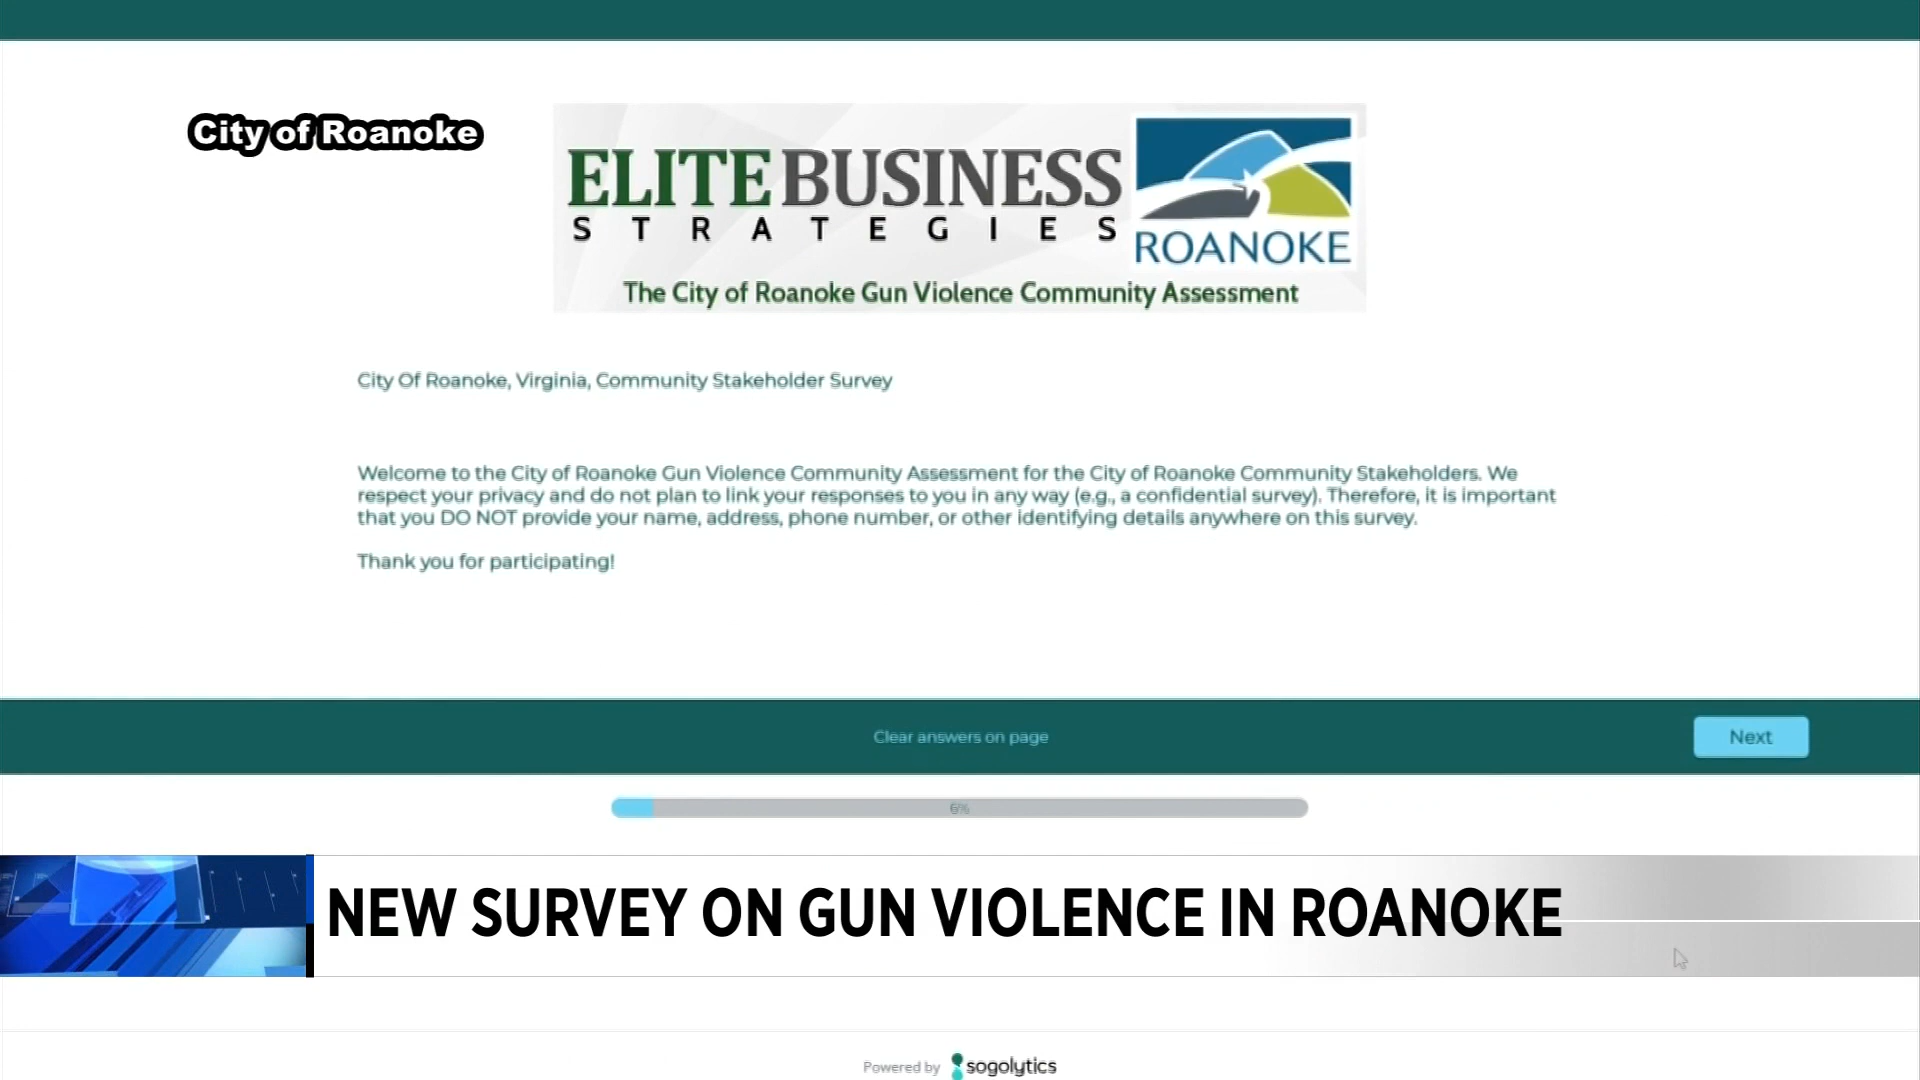 City of Roanoke
ELITE BUSINESS
STRATEGIES
ROANOKE
The City of Roanoke Gun Violence Community Assessment
City Of Roanoke, Virginia, Community Stakeholder Survey
Welcome to the City of Roanoke Gun Violence Community Assessment for the City of Roanoke Community Stakeholders. We
respect your privacy and do not plan to link your responses to you in any way (e.g., a confidential survey). Therefore, it is important
that you DO NOT provide your name, address, phone number, or other identifying details anywhere on this survey.
Thank you for participating!
Clear answers on page
Next
6%
NEW SURVEY ON GUN VIOLENCE IN ROANOKE
Powered by sogolytics